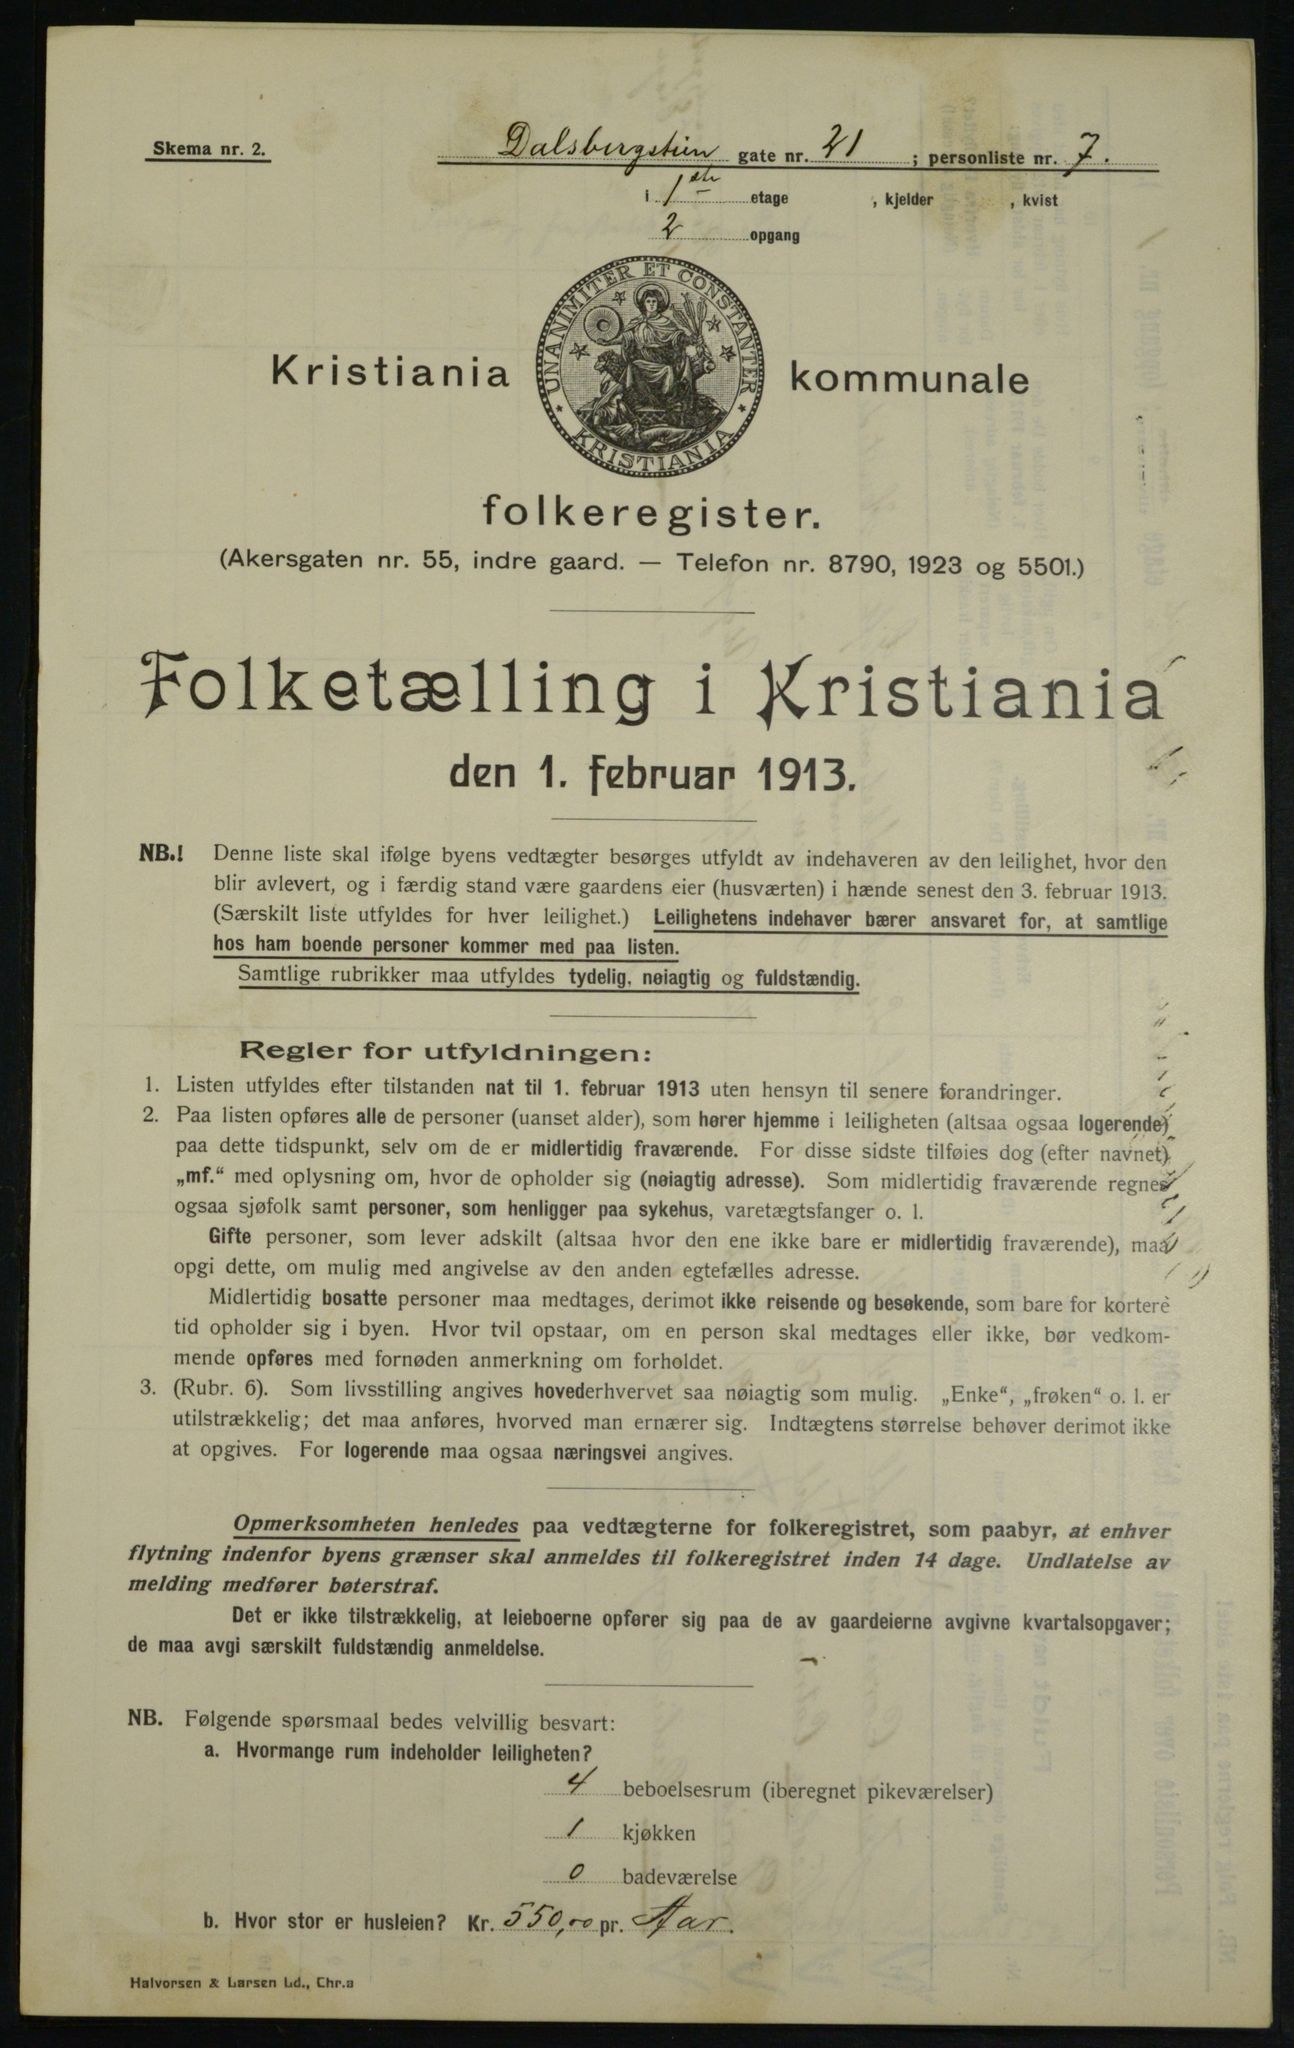 Skema nr. 2.
Dalsbergstien gate nr. 21 ; personliste nr. 7.
i 1ste etage , kjelder , kvist
2 opgang
UNANIMITER ET CONSTANTER
KRISTIANIA
Kristiania kommunale
folkeregister.
(Akersgaten nr. 55, indre gaard. — Telefon nr. 8790, 1923 og 5501.)
Folketælling i Kristiania
den 1. februar 1913.
NB.! Denne liste skal ifølge byens vedtægter besørges utfyldt av indehaveren av den leilighet, hvor den
blir avlevert, og i færdig stand være gaardens eier (husværten) i hænde senest den 3. februar 1913.
(Særskilt liste utfyldes for hver leilighet.) Leilighetens indehaver bærer ansvaret for, at samtlige
hos ham boende personer kommer med paa listen.
Samtlige rubrikker maa utfyldes tydelig, nøiagtig og fuldstændig.
Regler for utfyldningen:
1. Listen utfyldes efter tilstanden nat til 1. februar 1913 uten hensyn til senere forandringer.
2. Paa listen opføres alle de personer (uanset alder), som hører hjemme i leiligheten (altsaa ogsaa logerende)
paa dette tidspunkt, selv om de er midlertidig fraværende. For disse sidste tilføies dog (efter navnet)
„mf.“ med oplysning om, hvor de opholder sig (nøiagtig adresse). Som midlertidig fraværende regnes
ogsaa sjøfolk samt personer, som henligger paa sykehus, varetægtsfanger o. l.
Gifte personer, som lever adskilt (altsaa hvor den ene ikke bare er midlertidig fraværende), maa
opgi dette, om mulig med angivelse av den anden egtefælles adresse.
Midlertidig bosatte personer maa medtages, derimot ikke reisende og besøkende, som bare for kortere
tid opholder sig i byen. Hvor tvil opstaar, om en person skal medtages eller ikke, bør vedkom-
mende opføres med fornøden anmerkning om forholdet.
3. (Rubr. 6). Som livsstilling angives hovederhvervet saa nøiagtig som mulig. „Enke“, „frøken“ o. l. er
utilstrækkelig; det maa anføres, hvorved man ernærer sig. Indtægtens størrelse behøver derimot ikke
at opgives. For logerende maa ogsaa næringsvei angives.
Opmerksomheten henledes paa vedtægterne for folkeregistret, som paabyr, at enhver
flytning indenfor byens grænser skal anmeldes til folkeregistret inden 14 dage. Undlatelse av
melding medfører bøterstraf.
Det er ikke tilstrækkelig, at leieboerne opfører sig paa de av gaardeierne avgivne kvartalsopgaver;
de maa avgi særskilt fuldstændig anmeldelse.
NB. Følgende spørsmaal bedes velvillig besvart:
a. Hvormange rum indeholder leiligheten?
4 beboelsesrum (iberegnet pikeværelser)
1 kjøkken
0 badeværelse
b. Hvor stor er husleien? Kr. 550,00 pr. Aar.
Halvorsen & Larsen Ld., Chr.a